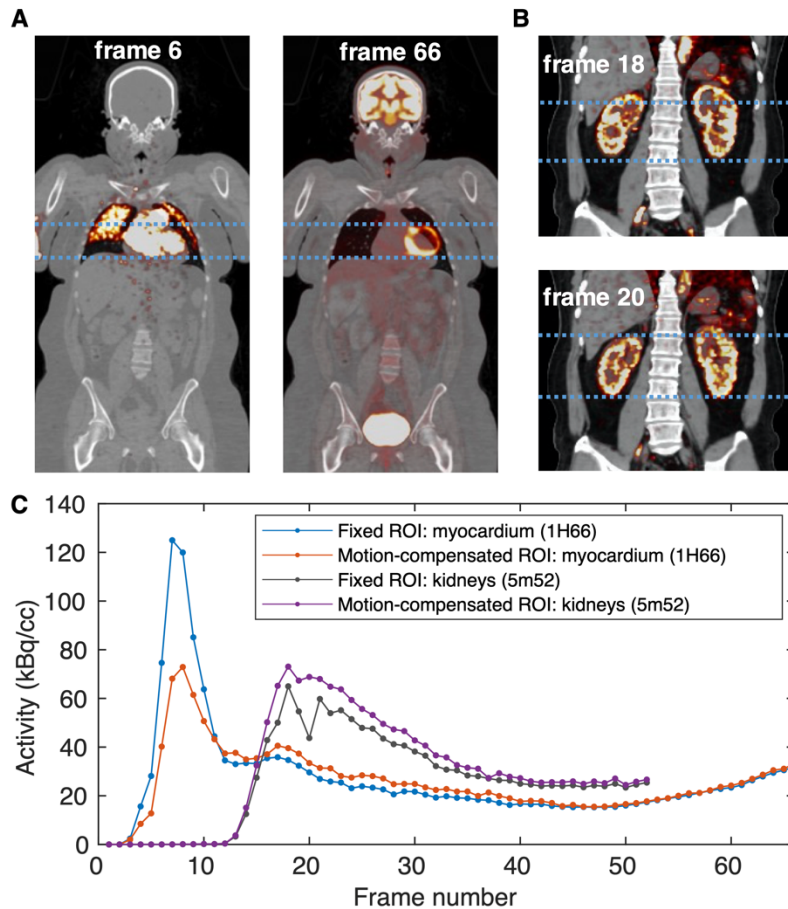 A
frame 6
frame 66
B
frame 18
frame 20
C
140
120
100
80
60
40
20
0
Activity (kBq/cc)
Fixed ROI: myocardium (1H66)
Motion-compensated ROI: myocardium (1H66)
Fixed ROI: kidneys (5m52)
Motion-compensated ROI: kidneys (5m52)
0 10 20 30 40 50 60
Frame number